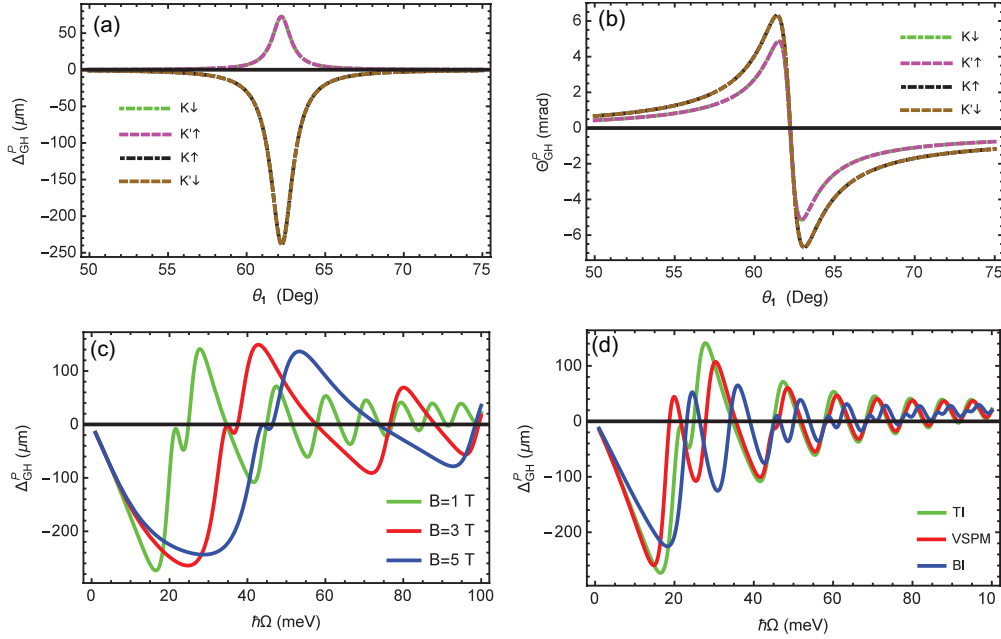 (a)
Δ^P_GH (μm)
50
0
-50
-100
-150
-200
-250
K↓
K'↑
K↑
K'↓
50 55 60 65 70 75
θ1 (Deg)
(b)
Θ^P_GH (mrad)
6
4
2
0
-2
-4
-6
K↓
K'↑
K↑
K'↓
50 55 60 65 70 75
θ1 (Deg)
(c)
Δ^P_GH (μm)
100
0
-100
-200
B=1 T
B=3 T
B=5 T
0 20 40 60 80 100
ℏΩ (meV)
(d)
Δ^P_GH (μm)
100
0
-100
-200
TI
VSPM
BI
0 20 40 60 80 10
ℏΩ (meV)